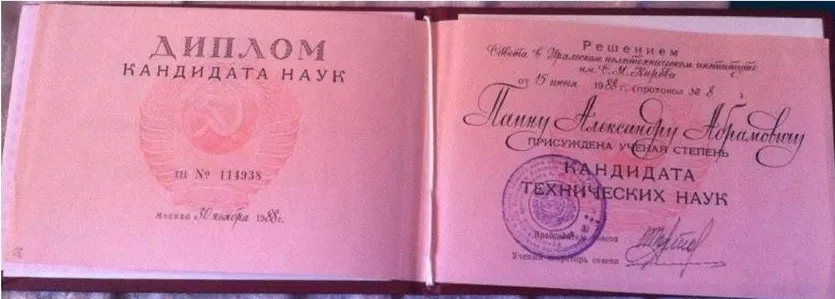 ДИПЛОМ
КАНДИДАТА НАУК
ТН № 114938
Москва 30 ноября 1988г.
Решением
Совета в Уральском политехническом институте
им. С. М. Кирова
от 15 июня 1988 г. (протокол № 8 )
Панну Александру Абрамовичу
ПРИСУЖДЕНА УЧЕНАЯ СТЕПЕНЬ
КАНДИДАТА
ТЕХНИЧЕСКИХ НАУК
Председатель совета
Ученый секретарь совета